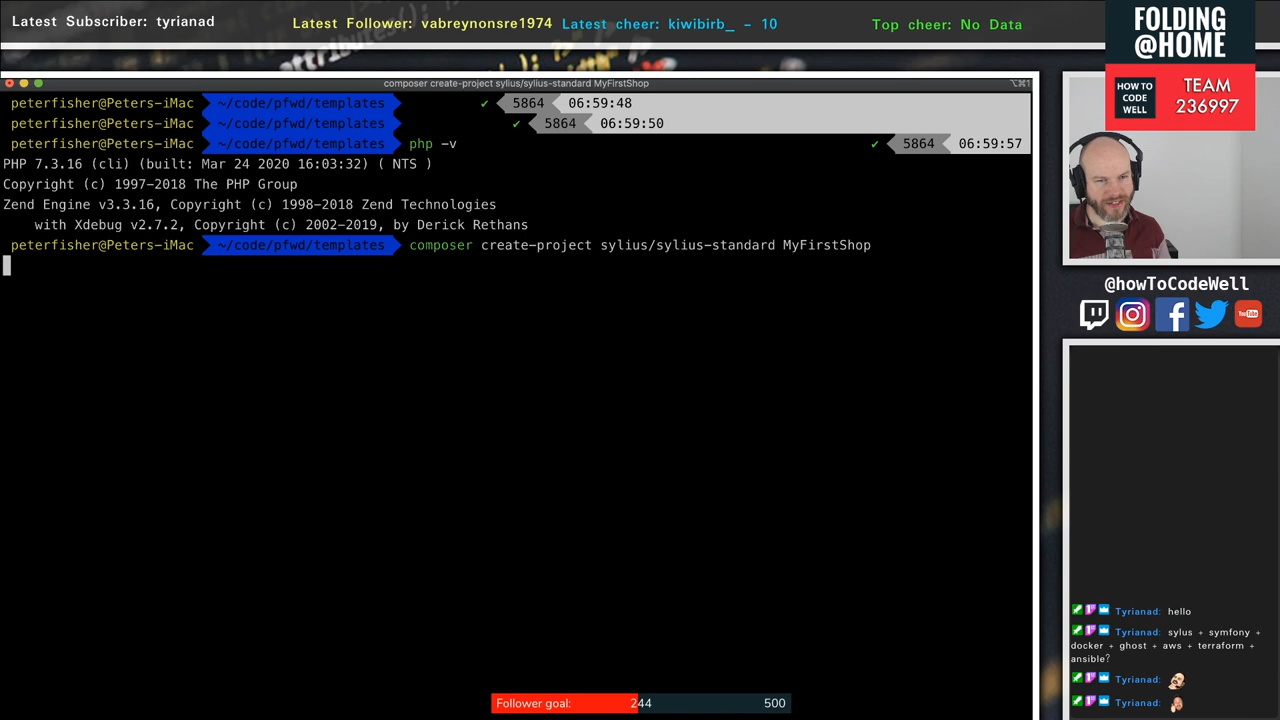 Latest Subscriber: tyrianad
Latest Follower: vabreynonsre1974
Latest cheer: kiwibirb_ - 10
Top cheer: No Data
FOLDING
@HOME
HOW TO
CODE
WELL
TEAM
236997
composer create-project sylius/sylius-standard MyFirstShop
⌥⌘1
peterfisher@Peters-iMac ~/code/pfwd/templates ✔ 5864 06:59:48
peterfisher@Peters-iMac ~/code/pfwd/templates ✔ 5864 06:59:50
peterfisher@Peters-iMac ~/code/pfwd/templates php -v ✔ 5864 06:59:57
PHP 7.3.16 (cli) (built: Mar 24 2020 16:03:32) ( NTS )
Copyright (c) 1997-2018 The PHP Group
Zend Engine v3.3.16, Copyright (c) 1998-2018 Zend Technologies
with Xdebug v2.7.2, Copyright (c) 2002-2019, by Derick Rethans
peterfisher@Peters-iMac ~/code/pfwd/templates composer create-project sylius/sylius-standard MyFirstShop
@howToCodeWell
You Tube
Tyrianad: hello
Tyrianad: sylus + symfony +
docker + ghost + aws + terraform +
ansible?
Tyrianad:
Tyrianad:
Follower goal: 244 500